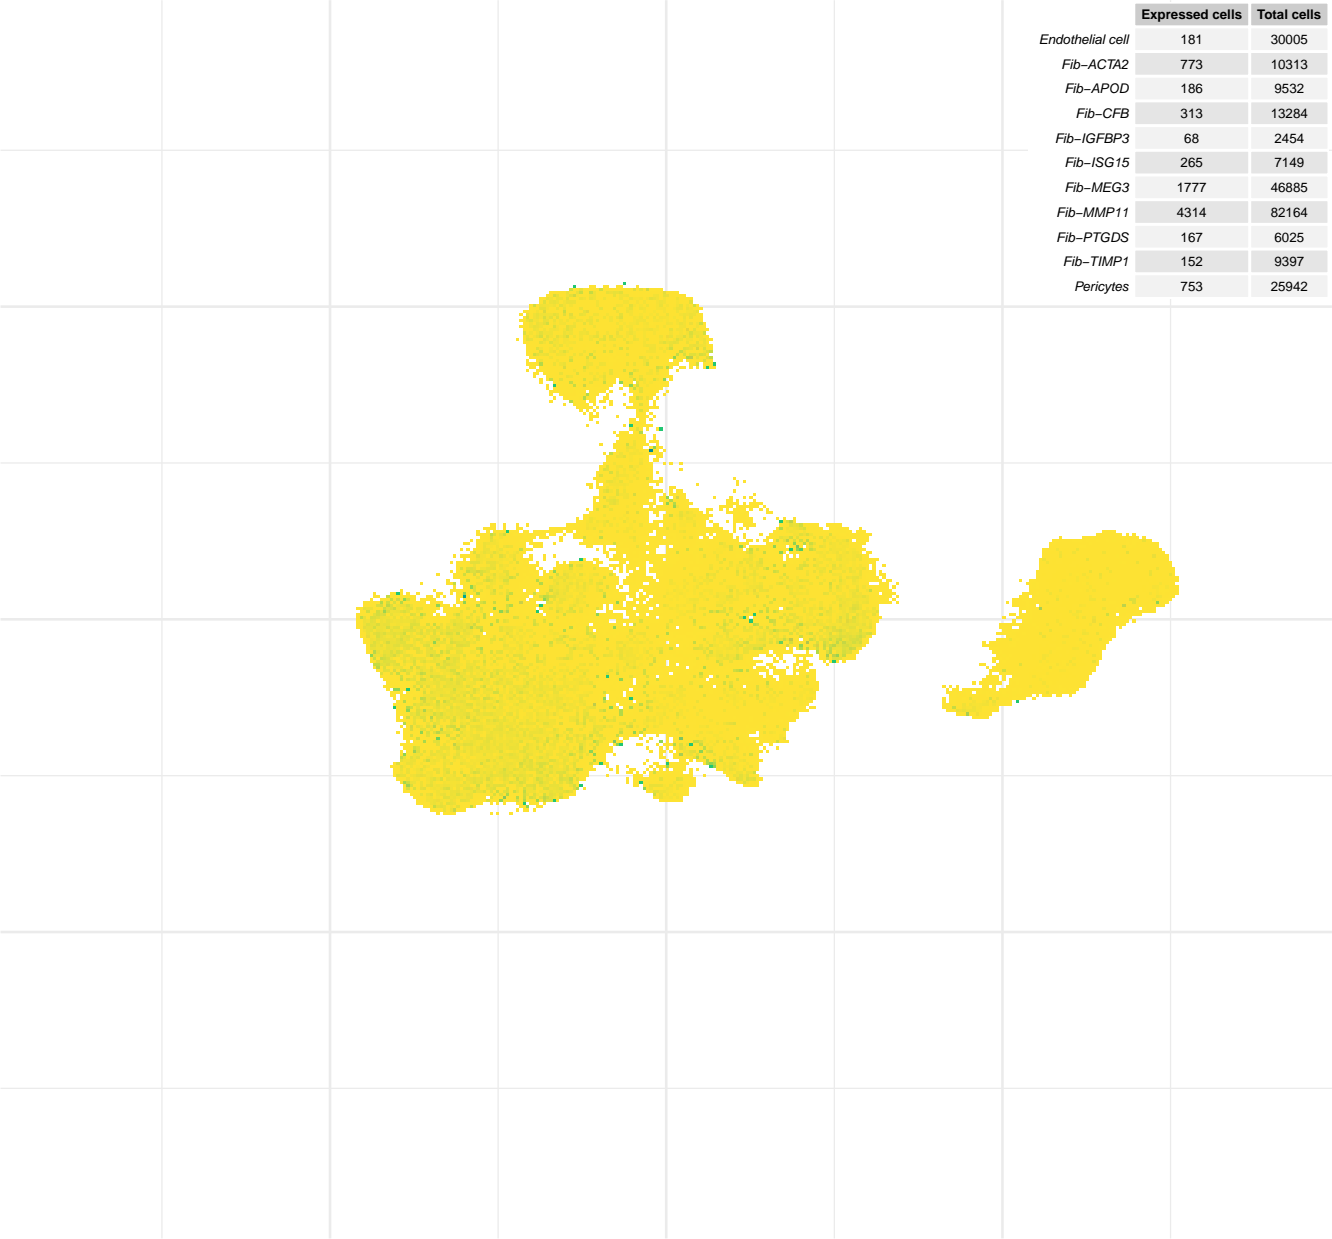 Expressed cells Total cells
Endothelial cell 181 30005
Fib−ACTA2 773 10313
Fib−APOD 186 9532
Fib−CFB 313 13284
Fib−IGFBP3 68 2454
Fib−ISG15 265 7149
Fib−MEG3 1777 46885
Fib−MMP11 4314 82164
Fib−PTGDS 167 6025
Fib−TIMP1 152 9397
Pericytes 753 25942